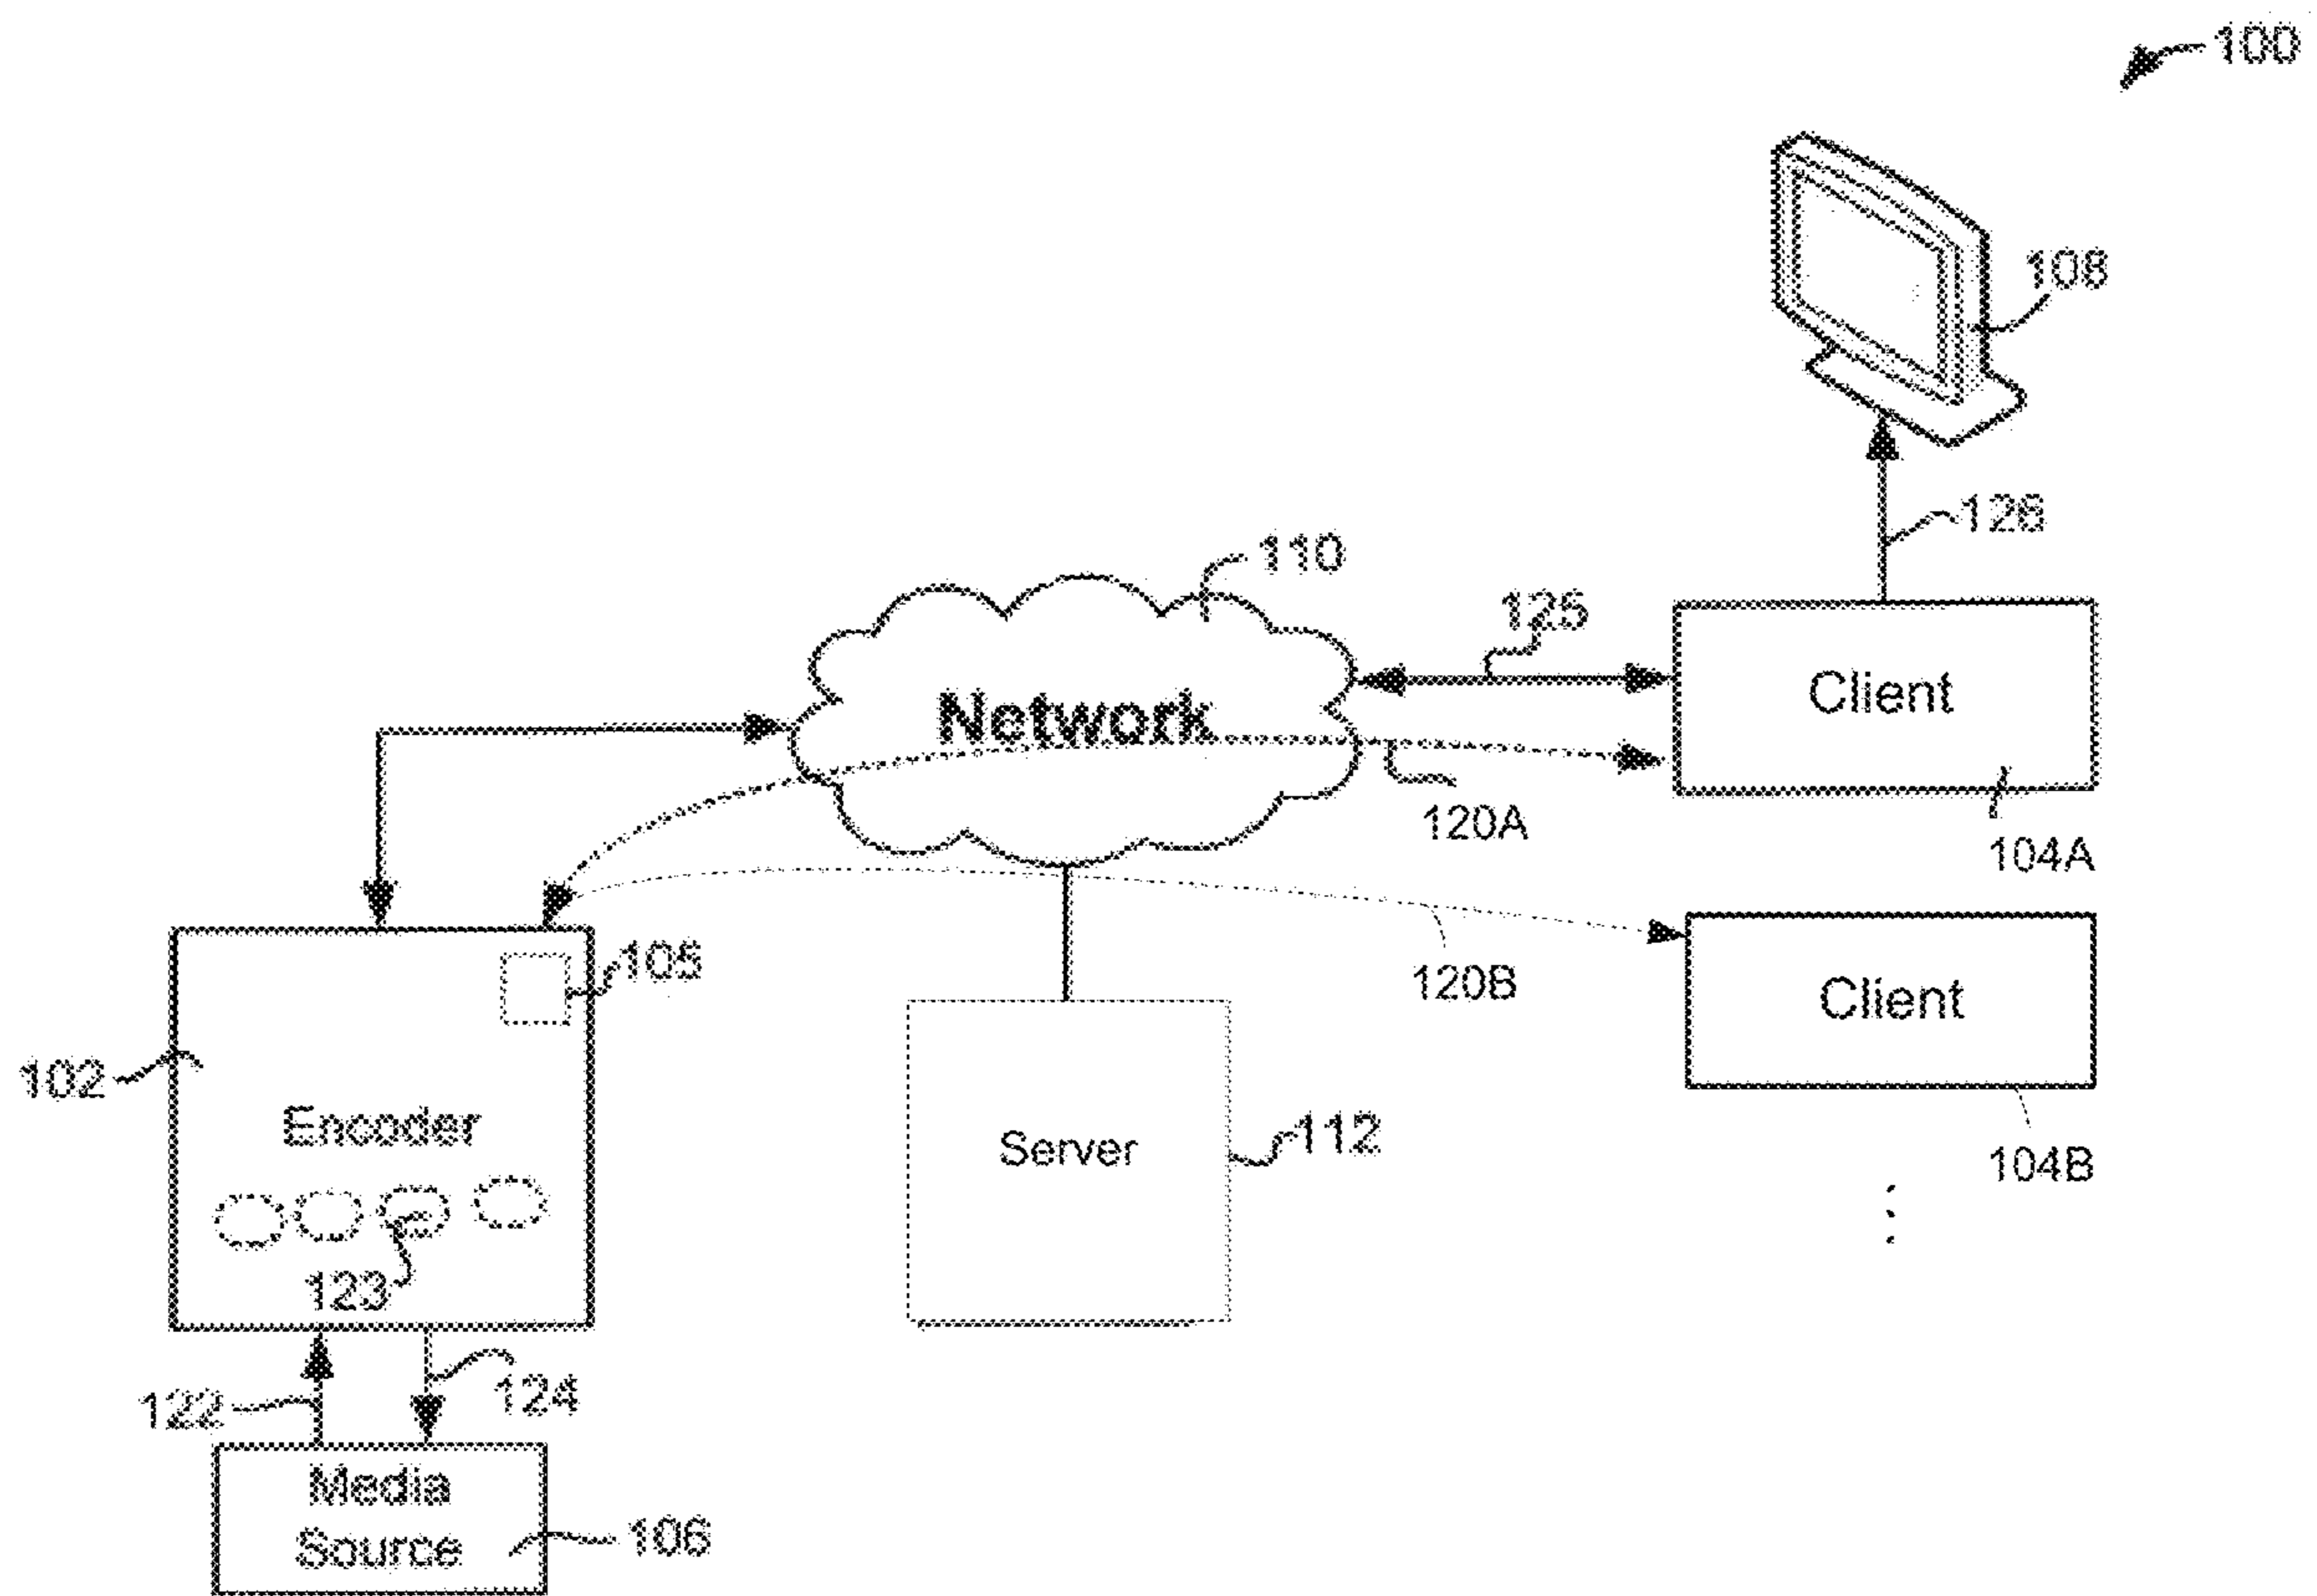 100
108
126
110
125
Network
Client
120A
104A
105
120B
Client
102
Encoder
Server
112
104B
123
122
124
Media
Source
106